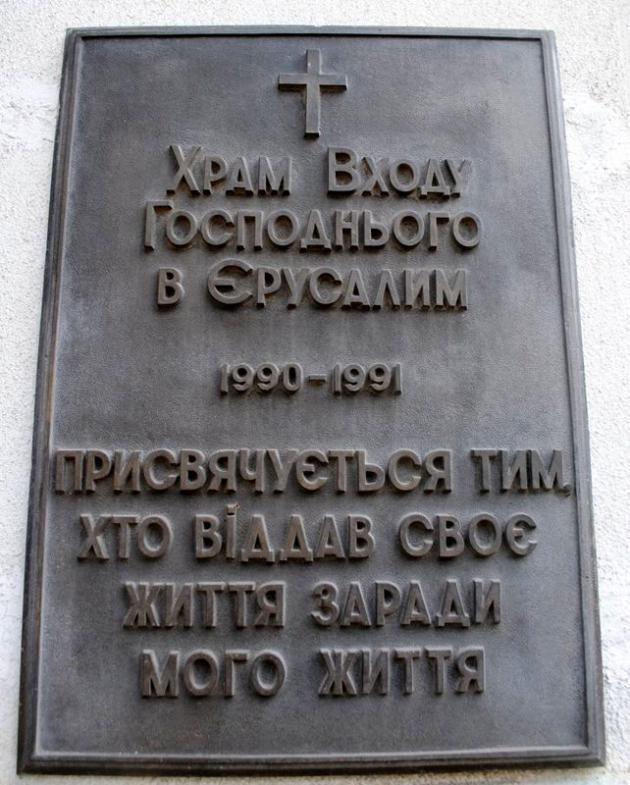 Храм Входу
Господнього
в Єрусалим
1990–1991
ПРИСВЯЧУЄТЬСЯ ТИМ,
ХТО ВІДДАВ СВОЄ
ЖИТТЯ ЗАРАДИ
МОГО ЖИТТЯ